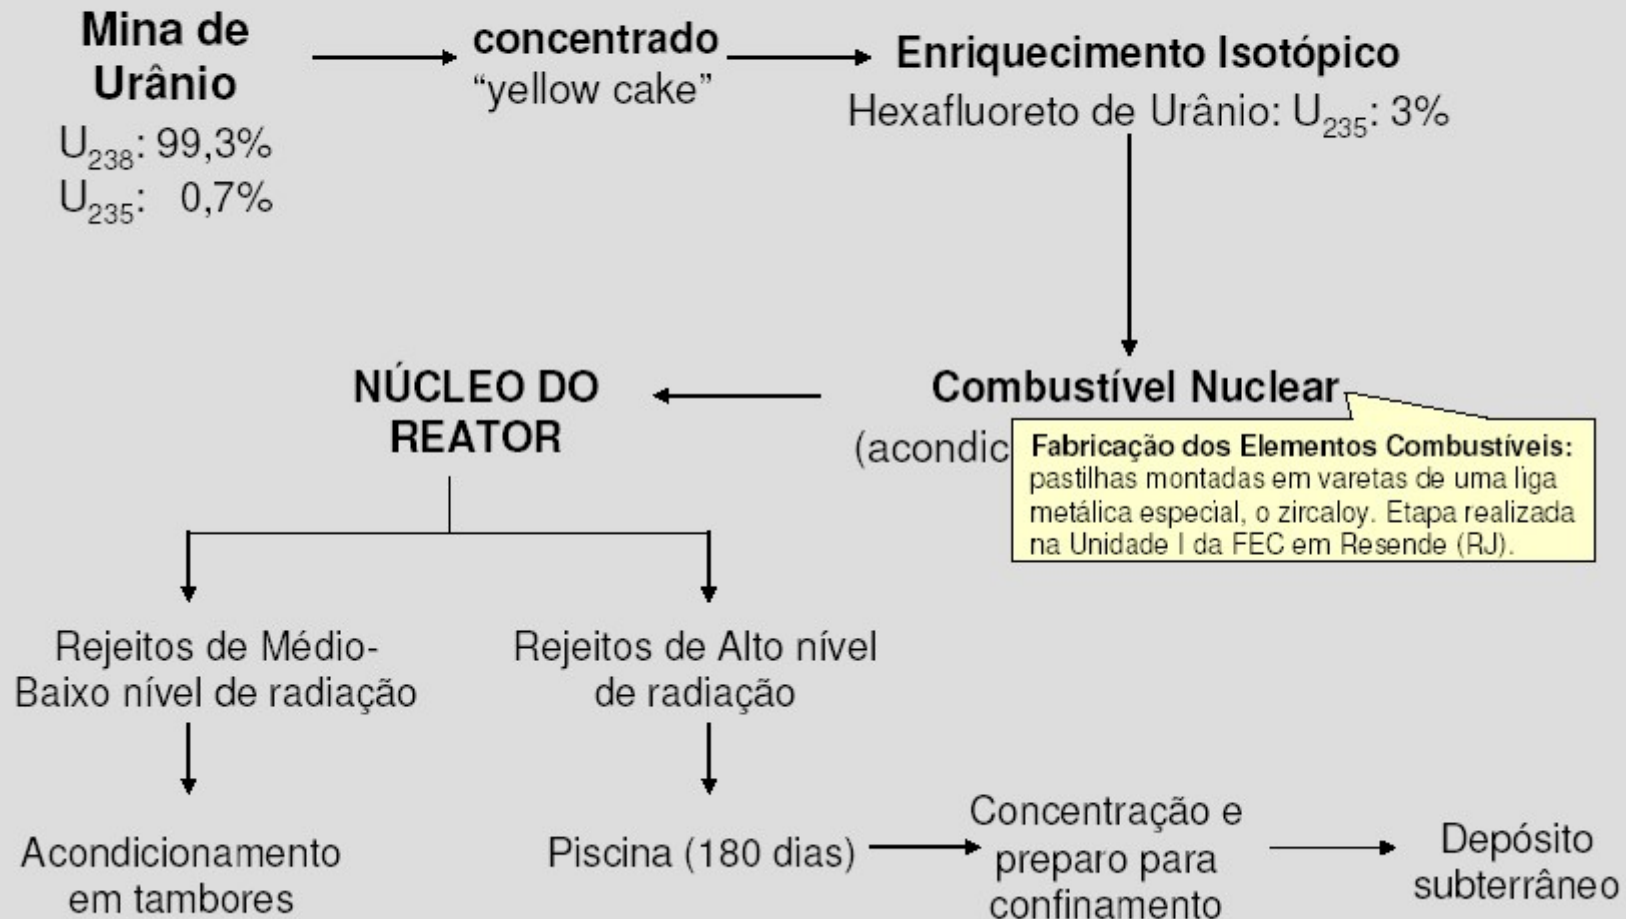 Mina de
Urânio
U238: 99,3%
U235: 0,7%
concentrado
“yellow cake”
Enriquecimento Isotópico
Hexafluoreto de Urânio: U235: 3%
NÚCLEO DO
REATOR
Combustível Nuclear
(acondic
Fabricação dos Elementos Combustíveis:
pastilhas montadas em varetas de uma liga
metálica especial, o zircaloy. Etapa realizada
na Unidade I da FEC em Resende (RJ).
Rejeitos de Médio-
Baixo nível de radiação
Rejeitos de Alto nível
de radiação
Acondicionamento
em tambores
Piscina (180 dias)
Concentração e
preparo para
confinamento
Depósito
subterrâneo